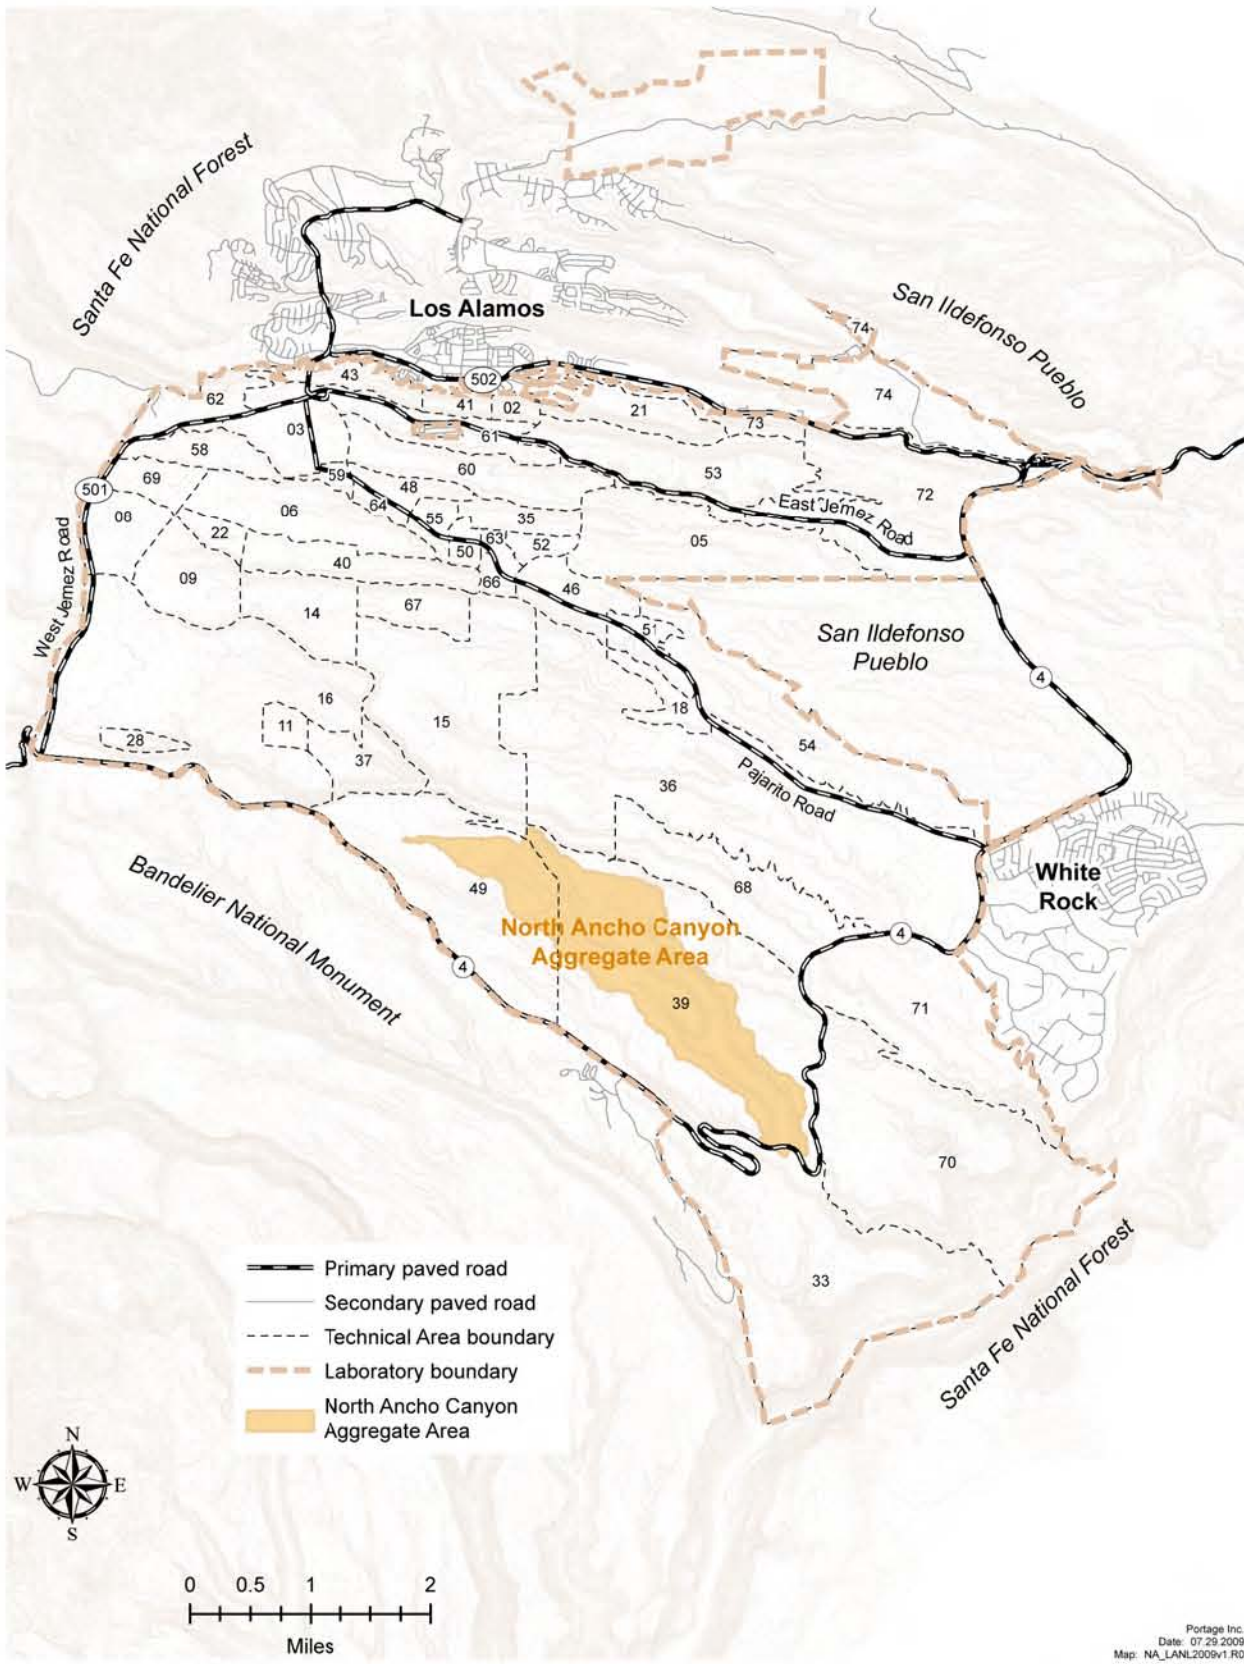 Santa Fe National Forest
San Ildefonso Pueblo
Los Alamos
74
502
43
74
62
41
02
21
73
03
61
58
60
53
59
69
501
48
72
08
06
64
55
35
East Jemez Road
22
63
05
50
52
40
66
09
46
West Jemez Road
67
14
51
San Ildefonso
Pueblo
4
16
18
11
15
28
54
37
36
Pajarito Road
Bandelier National Monument
49
68
White
Rock
North Ancho Canyon
Aggregate Area
4
4
39
71
70
33
Santa Fe National Forest
Primary paved road
Secondary paved road
Technical Area boundary
Laboratory boundary
North Ancho Canyon
Aggregate Area
N
W E
S
0 0.5 1 2
Miles
Portage Inc.
Date: 07.29.2009
Map: NA_LANL2009v1.R0